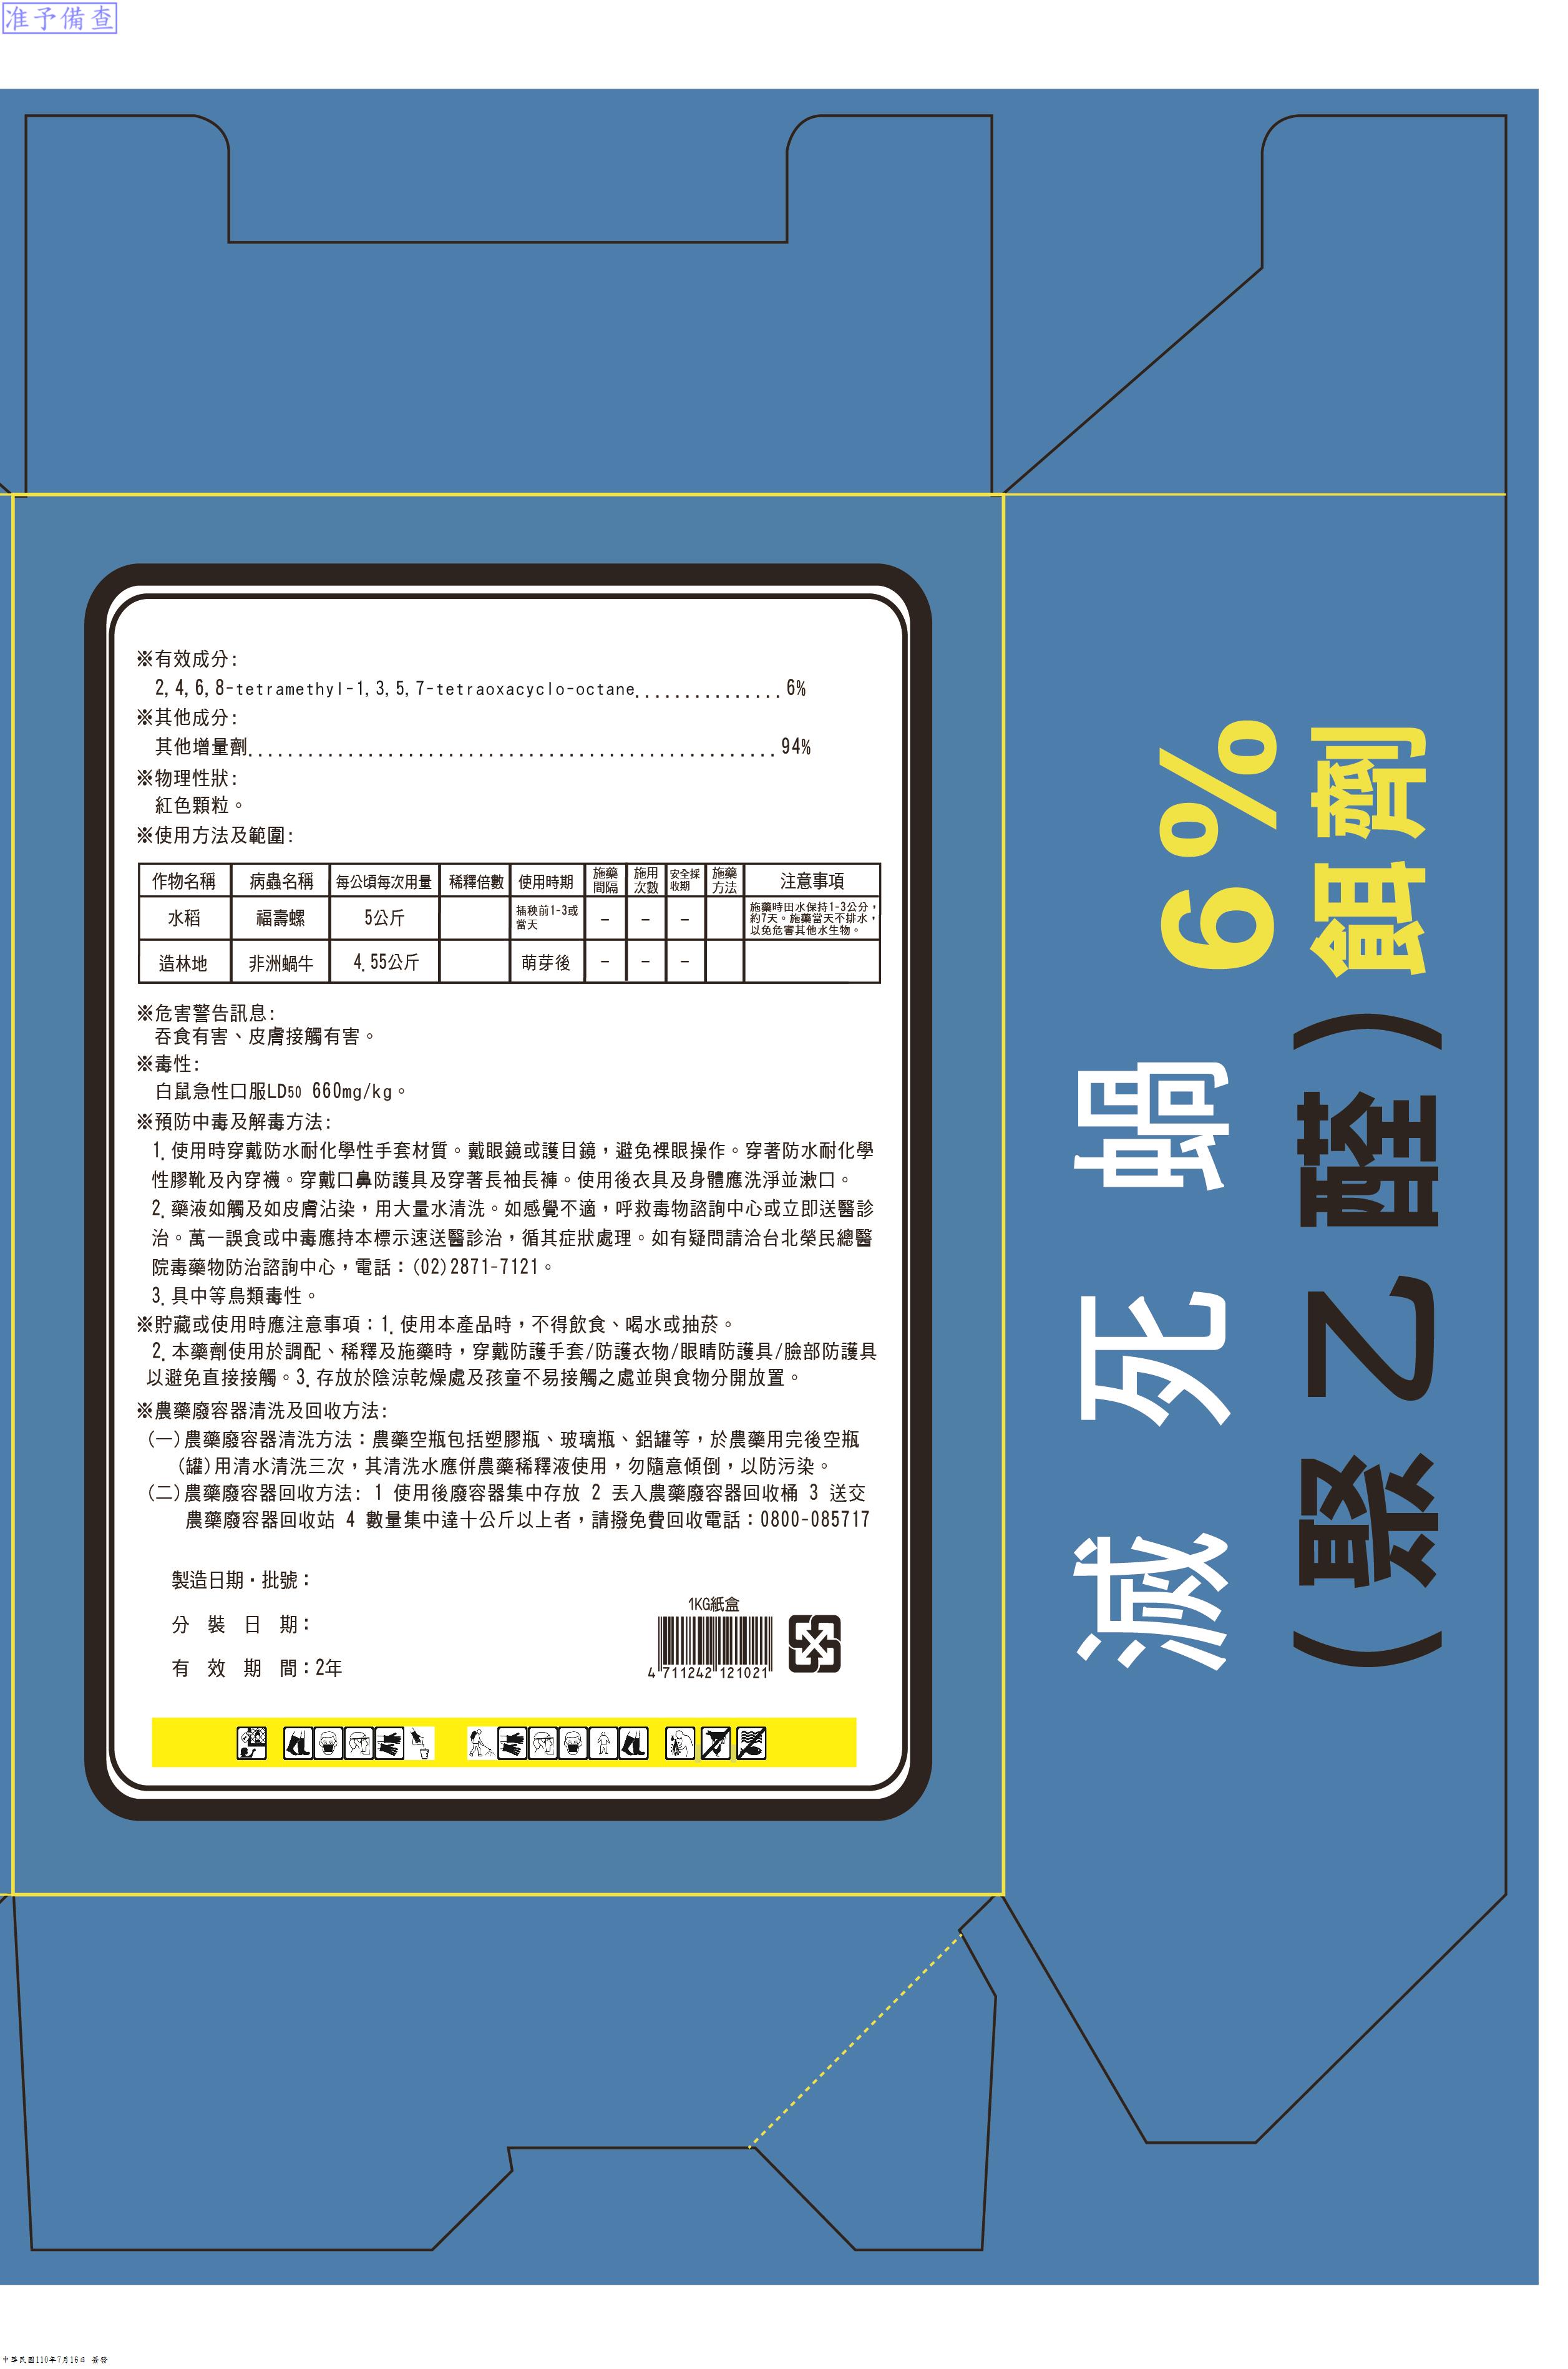 准予備查
※有效成分:
2,4,6,8-tetramethyl-1,3,5,7-tetraoxacyclo-octane...............6%
※其他成分:
其他增量劑......................................................94%
※物理性狀:
紅色顆粒。
※使用方法及範圍:
作物名稱 病蟲名稱 每公頃每次用量 稀釋倍數 使用時期 施藥間隔 施用次數 安全採收期 施藥方法 注意事項
水稻 福壽螺 5公斤 插秧前1-3或當天 － － － 施藥時田水保持1-3公分,約7天。施藥當天不排水,以免危害其他水生物。
造林地 非洲蝸牛 4.55公斤 萌芽後 － － －
※危害警告訊息:
吞食有害、皮膚接觸有害。
※毒性:
白鼠急性口服LD50 660mg/kg。
※預防中毒及解毒方法:
1.使用時穿戴防水耐化學性手套材質。戴眼鏡或護目鏡，避免裸眼操作。穿著防水耐化學
性膠靴及內穿襪。穿戴口鼻防護具及穿著長袖長褲。使用後衣具及身體應洗淨並漱口。
2.藥液如觸及如皮膚沾染，用大量水清洗。如感覺不適，呼救毒物諮詢中心或立即送醫診
治。萬一誤食或中毒應持本標示速送醫診治，循其症狀處理。如有疑問請洽台北榮民總醫
院毒藥物防治諮詢中心，電話：(02)2871-7121。
3.具中等鳥類毒性。
※貯藏或使用時應注意事項：1.使用本產品時，不得飲食、喝水或抽菸。
2.本藥劑使用於調配、稀釋及施藥時，穿戴防護手套/防護衣物/眼睛防護具/臉部防護具
以避免直接接觸。3.存放於陰涼乾燥處及孩童不易接觸之處並與食物分開放置。
※農藥廢容器清洗及回收方法:
(一)農藥廢容器清洗方法：農藥空瓶包括塑膠瓶、玻璃瓶、鋁罐等，於農藥用完後空瓶
(罐)用清水清洗三次，其清洗水應併農藥稀釋液使用，勿隨意傾倒，以防污染。
(二)農藥廢容器回收方法: 1 使用後廢容器集中存放 2 丟入農藥廢容器回收桶 3 送交
農藥廢容器回收站 4 數量集中達十公斤以上者，請撥免費回收電話：0800-085717
製造日期·批號：
分裝日期：
有效期間：2年
1KG紙盒
4 711242 121021
滅死蝸 6%
(聚乙醛) 餌劑
中華民國110年7月16日 簽發